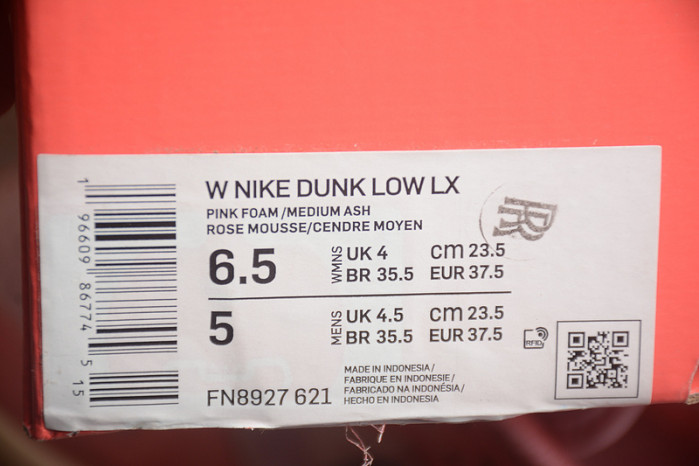 W NIKE DUNK LOW LX
PINK FOAM /MEDIUM ASH
ROSE MOUSSE/CENDRE MOYEN
6.5 WMNS UK 4 CM 23.5
BR 35.5 EUR 37.5
5 MENS UK 4.5 CM 23.5
BR 35.5 EUR 37.5
FN8927 621
MADE IN INDONESIA/
FABRIQUE EN INDONESIE/
FABRICADO NA INDONÉSIA/
HECHO EN INDONESIA
RFID
1 96609 86774 5 15